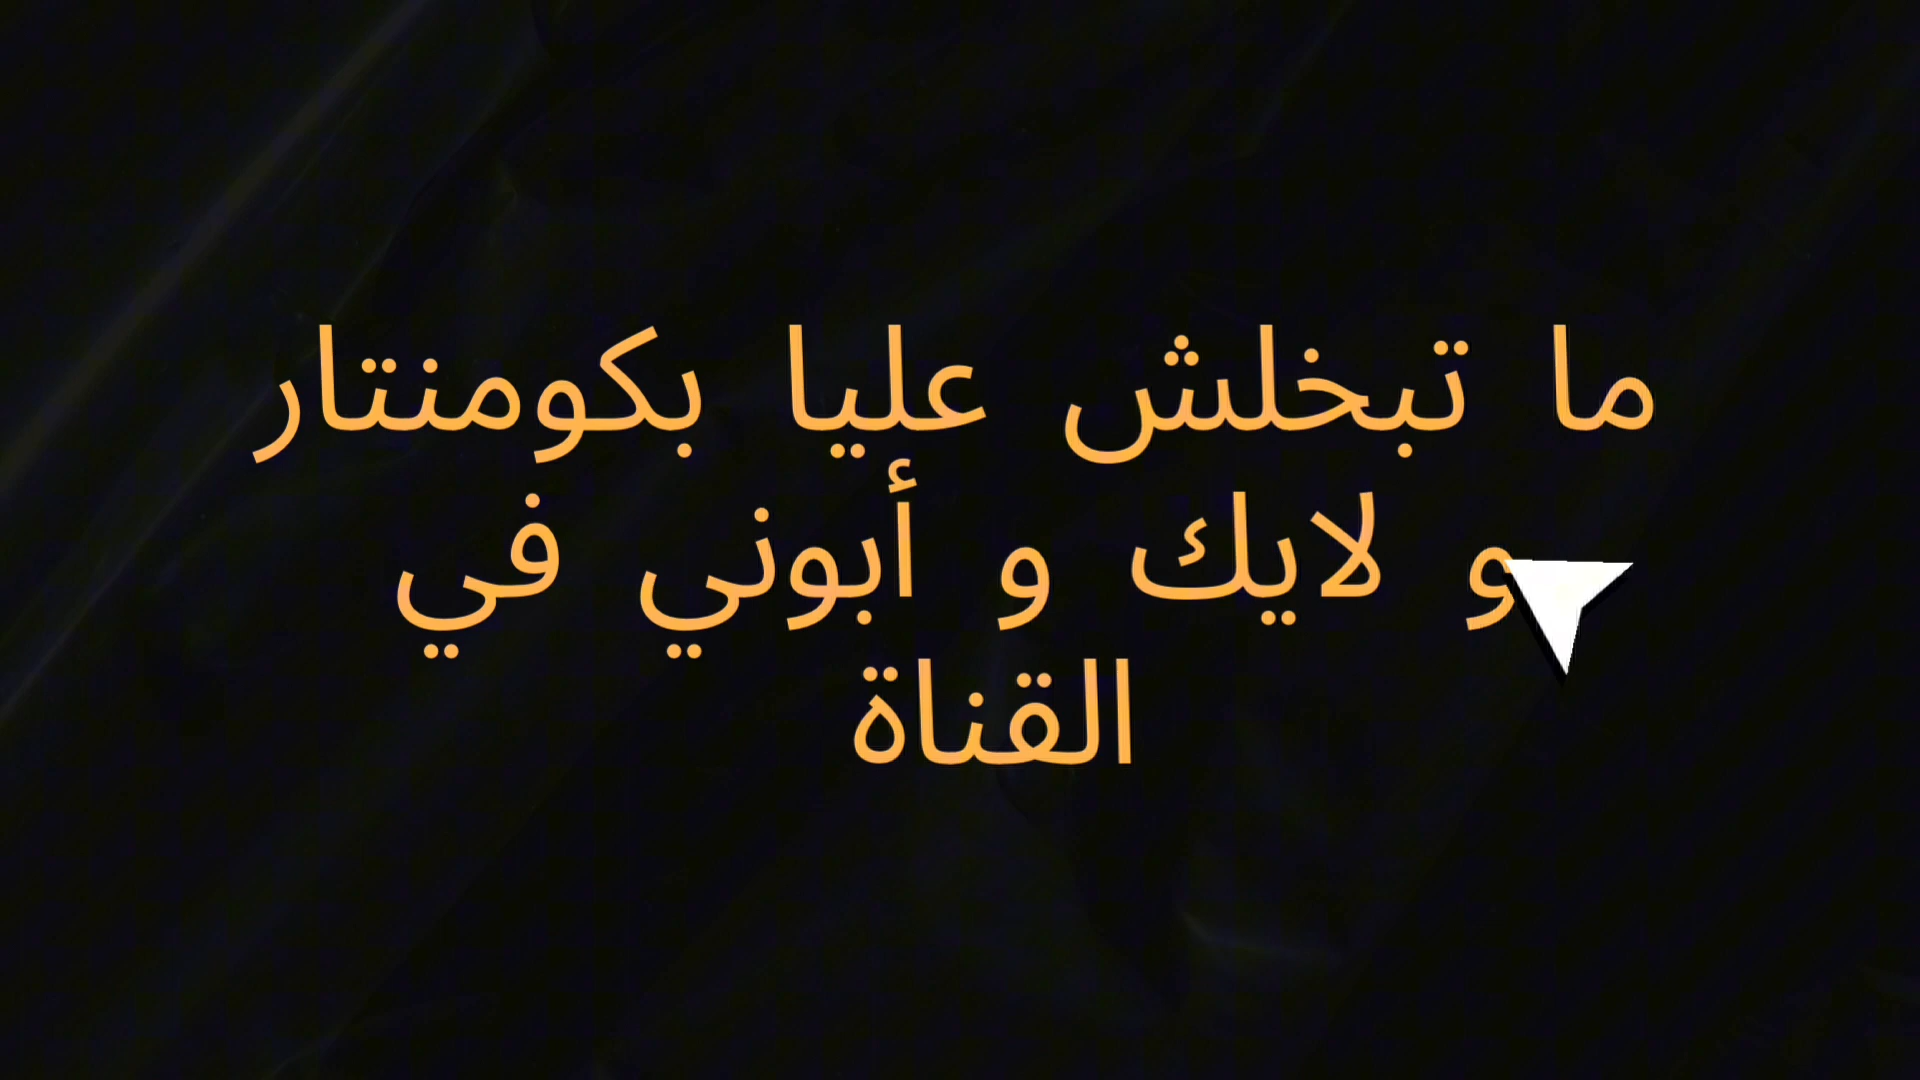 ما تبخلش عليا بكومنتار
و لايك و أبوني في
القناة